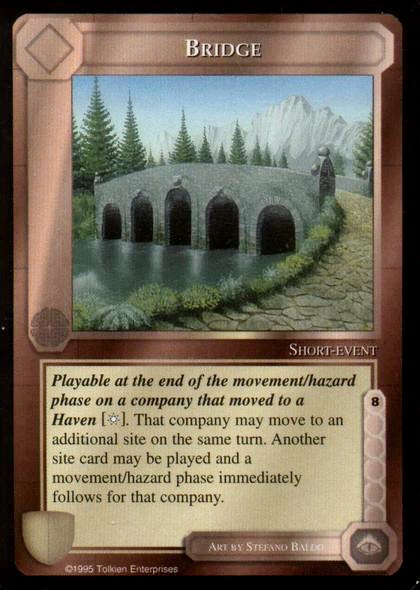 BRIDGE
SHORT-EVENT
Playable at the end of the movement/hazard
phase on a company that moved to a
Haven [☼]. That company may move to an
additional site on the same turn. Another
site card may be played and a
movement/hazard phase immediately
follows for that company.
8
ART BY STEFANO BALDO
©1995 Tolkien Enterprises